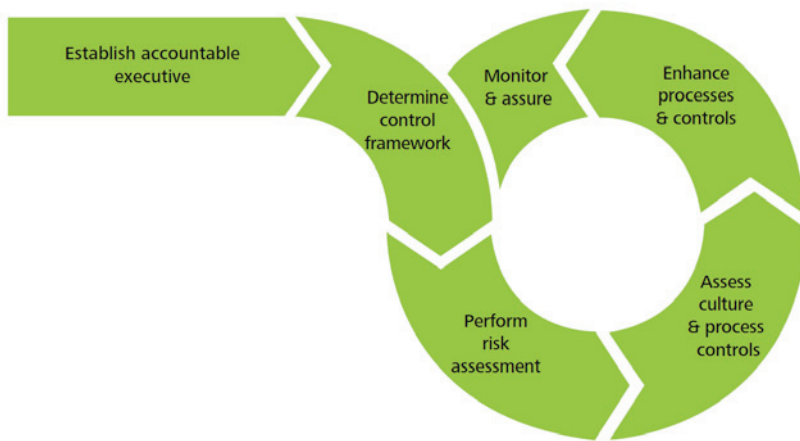 Establish accountable
executive
Determine
control
framework
Perform
risk
assessment
Assess
culture
& process
controls
Enhance
processes
& controls
Monitor
& assure